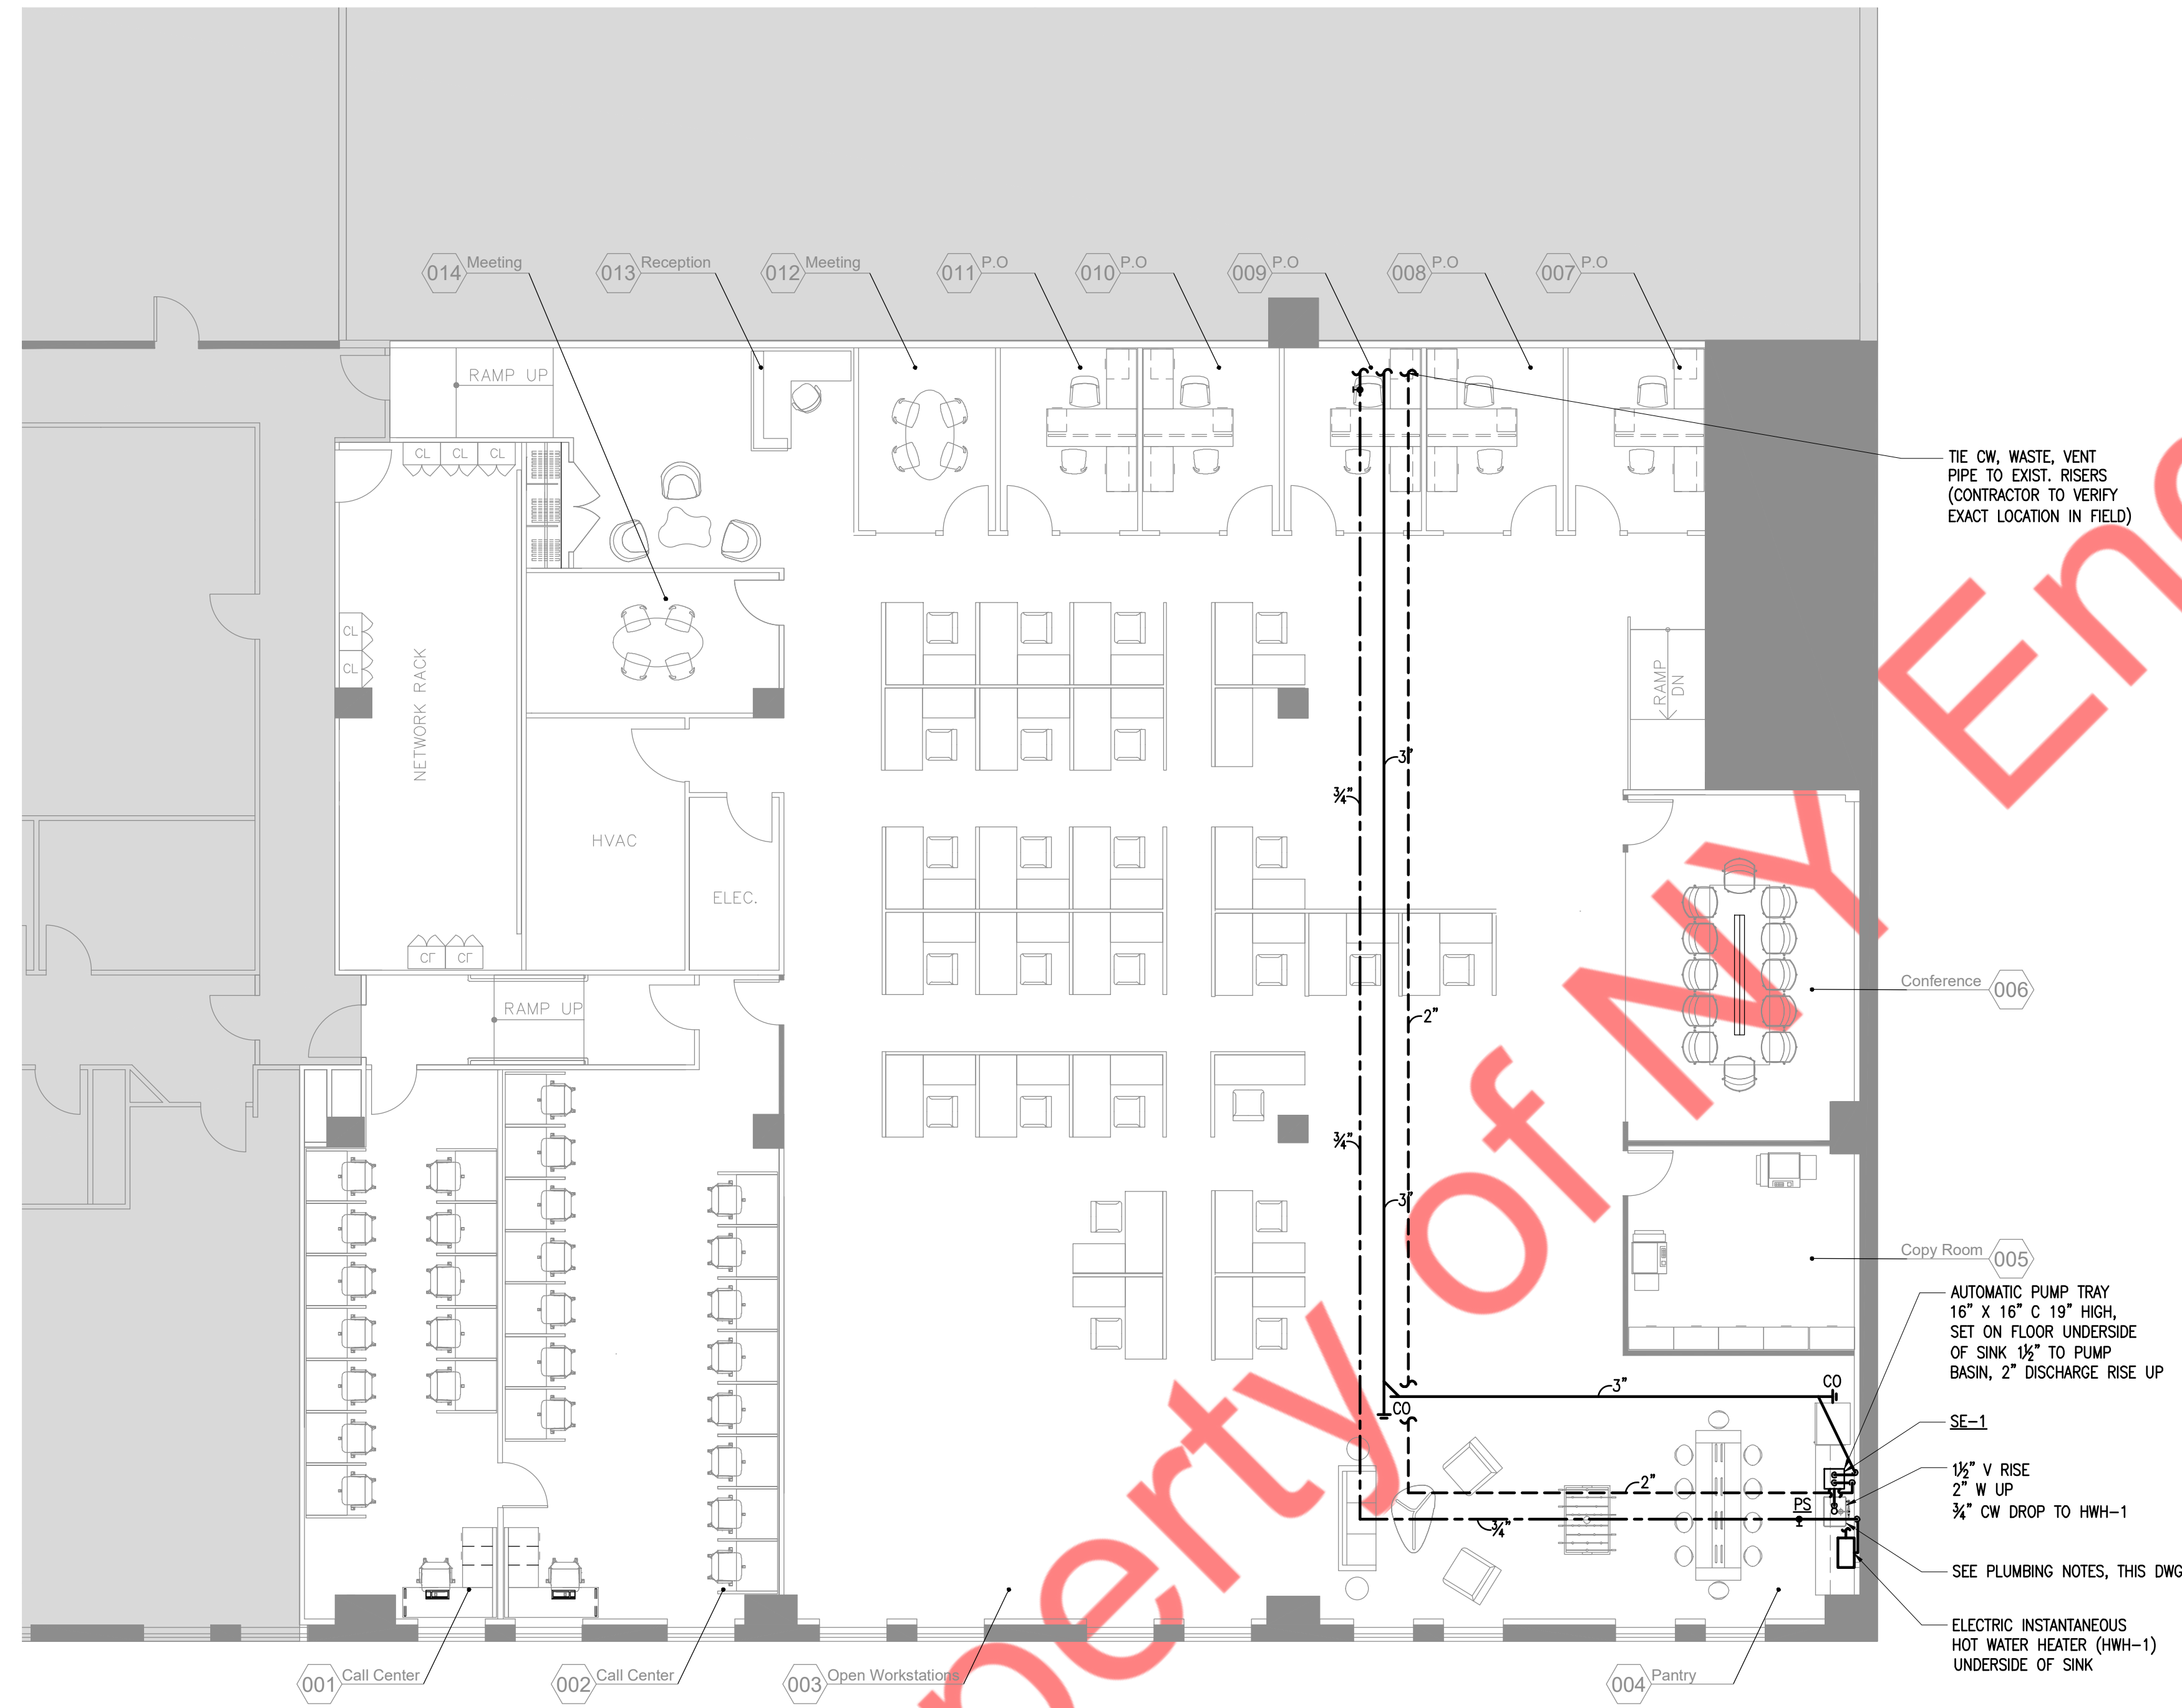 014 Meeting
013 Reception
012 Meeting
011 P.O
010 P.O
009 P.O
008 P.O
007 P.O
RAMP UP
CL CL CL
TIE CW, WASTE, VENT
PIPE TO EXIST. RISERS
(CONTRACTOR TO VERIFY
EXACT LOCATION IN FIELD)
CL
CL
NETWORK RACK
RAMP
DN
3"
3/4"
HVAC
ELEC.
CL CL
RAMP UP
2"
Conference 006
3/4"
3"
Copy Room 005
AUTOMATIC PUMP TRAY
16" X 16" C 19" HIGH,
SET ON FLOOR UNDERSIDE
OF SINK 1½" TO PUMP
BASIN, 2" DISCHARGE RISE UP
3"
CO
CO
SE-1
1½" V RISE
2" W UP
¾" CW DROP TO HWH-1
2"
PS
3/4"
SEE PLUMBING NOTES, THIS DWG
ELECTRIC INSTANTANEOUS
HOT WATER HEATER (HWH-1)
UNDERSIDE OF SINK
001 Call Center
002 Call Center
003 Open Workstations
004 Pantry
perty of NY Eng